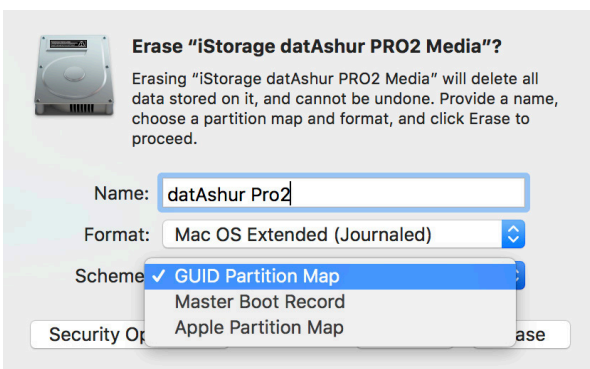 Erase “iStorage datAshur PRO2 Media”?
Erasing “iStorage datAshur PRO2 Media” will delete all
data stored on it, and cannot be undone. Provide a name,
choose a partition map and format, and click Erase to
proceed.
Name: datAshur Pro2
Format: Mac OS Extended (Journaled)
Scheme ✓ GUID Partition Map
Master Boot Record
Apple Partition Map
Security Op
ase